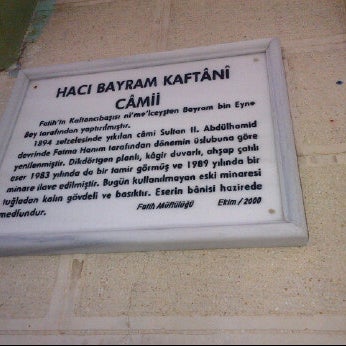 HACI BAYRAM KAFTÂNÎ
CÂMİİ
Fatih'in Kaftancıbaşısı ni'me'lceyşten Bayram bin Eyne
Bey tarafından yaptırılmıştır.
1894 zelzelesinde yıkılan câmi Sultan II. Abdülhamid
devrinde Fatma Hanım tarafından dönemin üslubuna göre
yenilenmiştir. Dikdörtgen planlı, kâgir duvarlı, ahşap çatılı
eser 1983 yılında da bir tamir görmüş ve 1989 yılında bir
minare ilave edilmiştir. Bugün kullanılmayan eski minaresi
tuğladan kalın gövdeli ve basıktır. Eserin bânisi hazirede
medfundur.
Fatih Müftülüğü Ekim / 2000